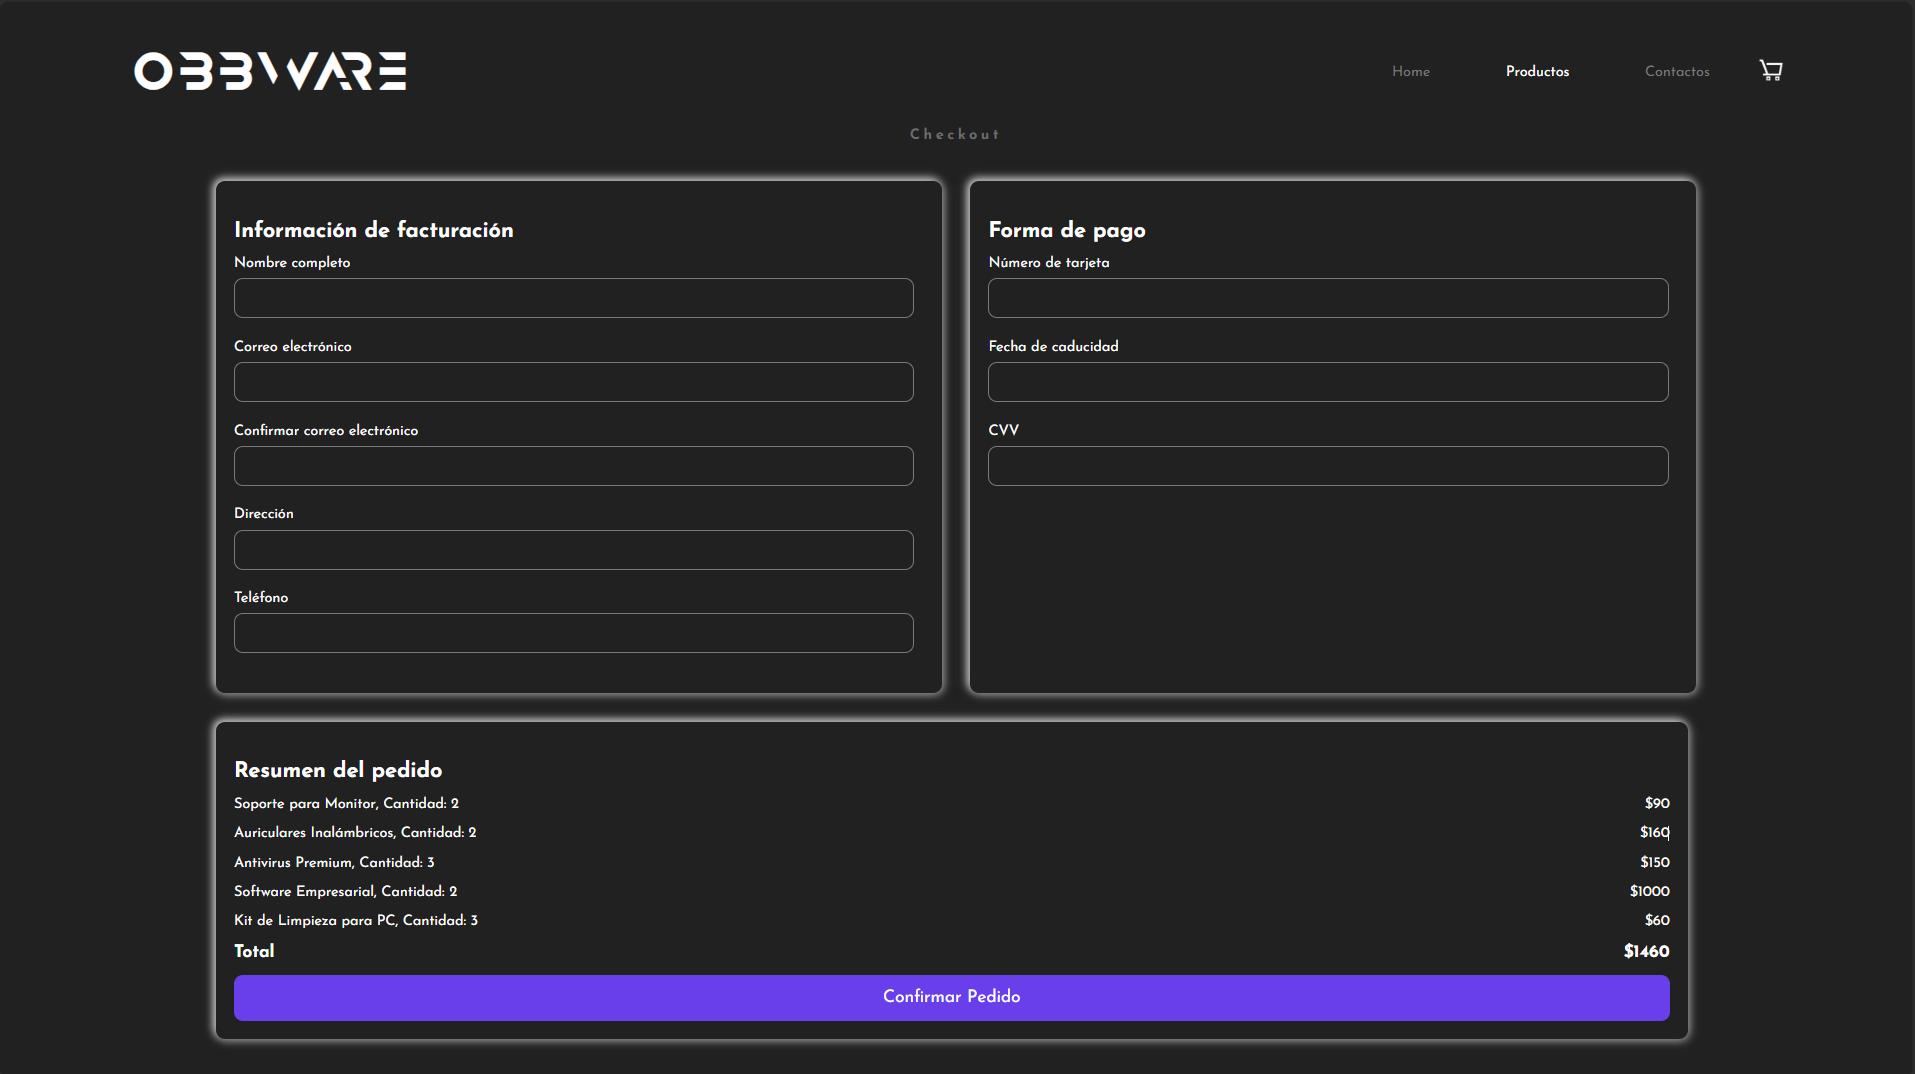 OBBWARE
Home Productos Contactos
Checkout
Información de facturación
Nombre completo
Correo electrónico
Confirmar correo electrónico
Dirección
Teléfono
Forma de pago
Número de tarjeta
Fecha de caducidad
CVV
Resumen del pedido
Soporte para Monitor, Cantidad: 2 $90
Auriculares Inalámbricos, Cantidad: 2 $160
Antivirus Premium, Cantidad: 3 $150
Software Empresarial, Cantidad: 2 $1000
Kit de Limpieza para PC, Cantidad: 3 $60
Total $1460
Confirmar Pedido